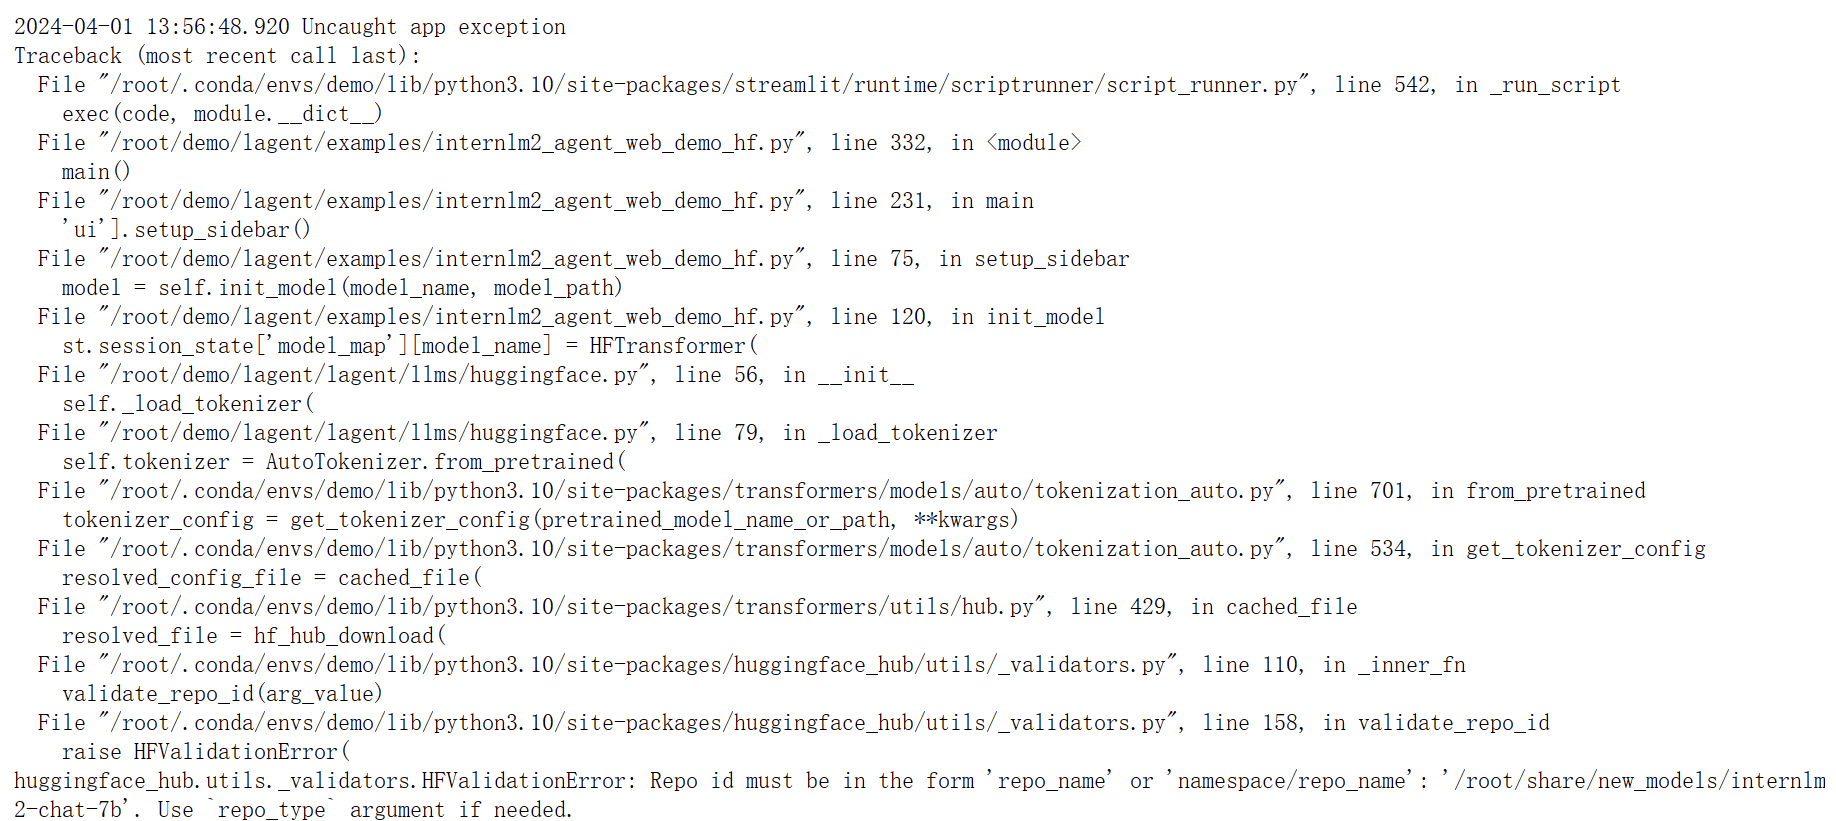 2024-04-01 13:56:48.920 Uncaught app exception
Traceback (most recent call last):
  File "/root/.conda/envs/demo/lib/python3.10/site-packages/streamlit/runtime/scriptrunner/script_runner.py", line 542, in _run_script
    exec(code, module.__dict__)
  File "/root/demo/lagent/examples/internlm2_agent_web_demo_hf.py", line 332, in <module>
    main()
  File "/root/demo/lagent/examples/internlm2_agent_web_demo_hf.py", line 231, in main
    'ui'].setup_sidebar()
  File "/root/demo/lagent/examples/internlm2_agent_web_demo_hf.py", line 75, in setup_sidebar
    model = self.init_model(model_name, model_path)
  File "/root/demo/lagent/examples/internlm2_agent_web_demo_hf.py", line 120, in init_model
    st.session_state['model_map'][model_name] = HFTransformer(
  File "/root/demo/lagent/lagent/llms/huggingface.py", line 56, in __init__
    self._load_tokenizer(
  File "/root/demo/lagent/lagent/llms/huggingface.py", line 79, in _load_tokenizer
    self.tokenizer = AutoTokenizer.from_pretrained(
  File "/root/.conda/envs/demo/lib/python3.10/site-packages/transformers/models/auto/tokenization_auto.py", line 701, in from_pretrained
    tokenizer_config = get_tokenizer_config(pretrained_model_name_or_path, **kwargs)
  File "/root/.conda/envs/demo/lib/python3.10/site-packages/transformers/models/auto/tokenization_auto.py", line 534, in get_tokenizer_config
    resolved_config_file = cached_file(
  File "/root/.conda/envs/demo/lib/python3.10/site-packages/transformers/utils/hub.py", line 429, in cached_file
    resolved_file = hf_hub_download(
  File "/root/.conda/envs/demo/lib/python3.10/site-packages/huggingface_hub/utils/_validators.py", line 110, in _inner_fn
    validate_repo_id(arg_value)
  File "/root/.conda/envs/demo/lib/python3.10/site-packages/huggingface_hub/utils/_validators.py", line 158, in validate_repo_id
    raise HFValidationError(
huggingface_hub.utils._validators.HFValidationError: Repo id must be in the form 'repo_name' or 'namespace/repo_name': '/root/share/new_models/internlm
2-chat-7b'. Use `repo_type` argument if needed.